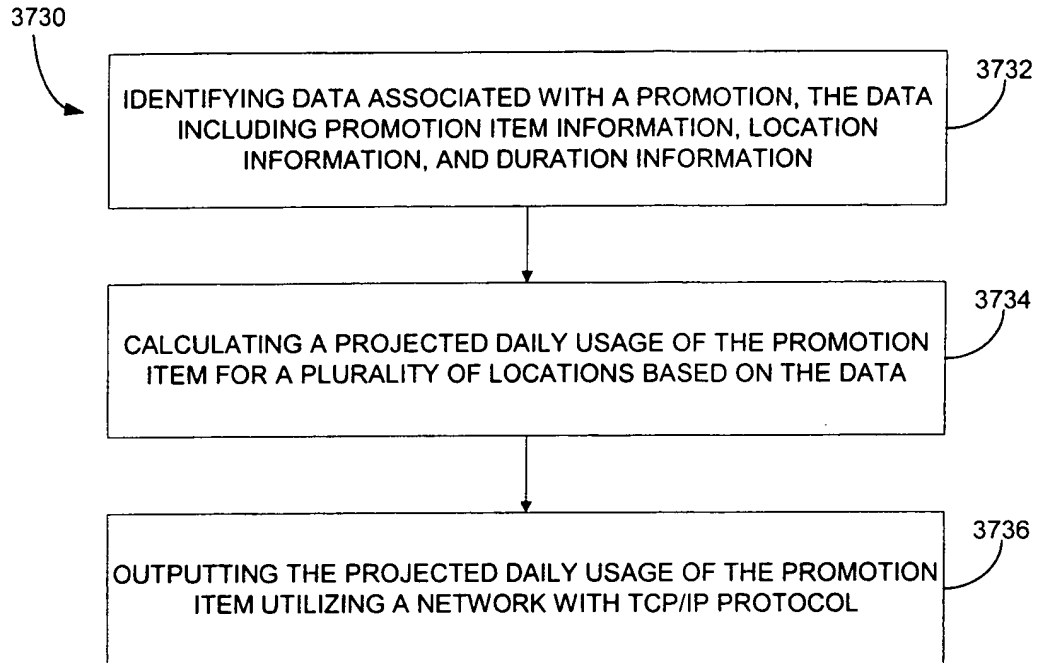 3730
3732
IDENTIFYING DATA ASSOCIATED WITH A PROMOTION, THE DATA
INCLUDING PROMOTION ITEM INFORMATION, LOCATION
INFORMATION, AND DURATION INFORMATION
3734
CALCULATING A PROJECTED DAILY USAGE OF THE PROMOTION
ITEM FOR A PLURALITY OF LOCATIONS BASED ON THE DATA
3736
OUTPUTTING THE PROJECTED DAILY USAGE OF THE PROMOTION
ITEM UTILIZING A NETWORK WITH TCP/IP PROTOCOL